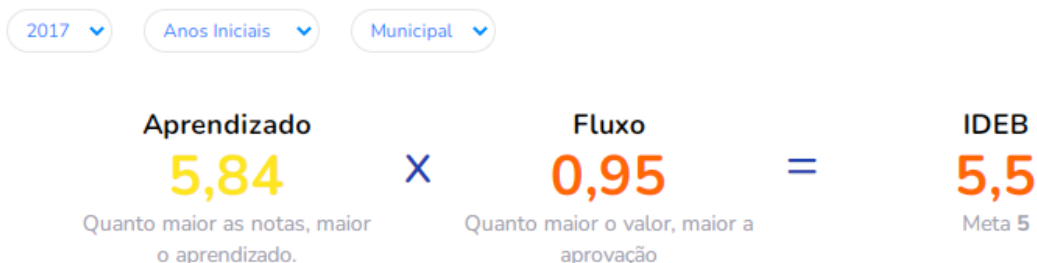 2017 Anos Iniciais Municipal
Aprendizado Fluxo IDEB
5,84 x 0,95 = 5,5
Quanto maior as notas, maior Quanto maior o valor, maior a Meta 5
o aprendizado. aprovação